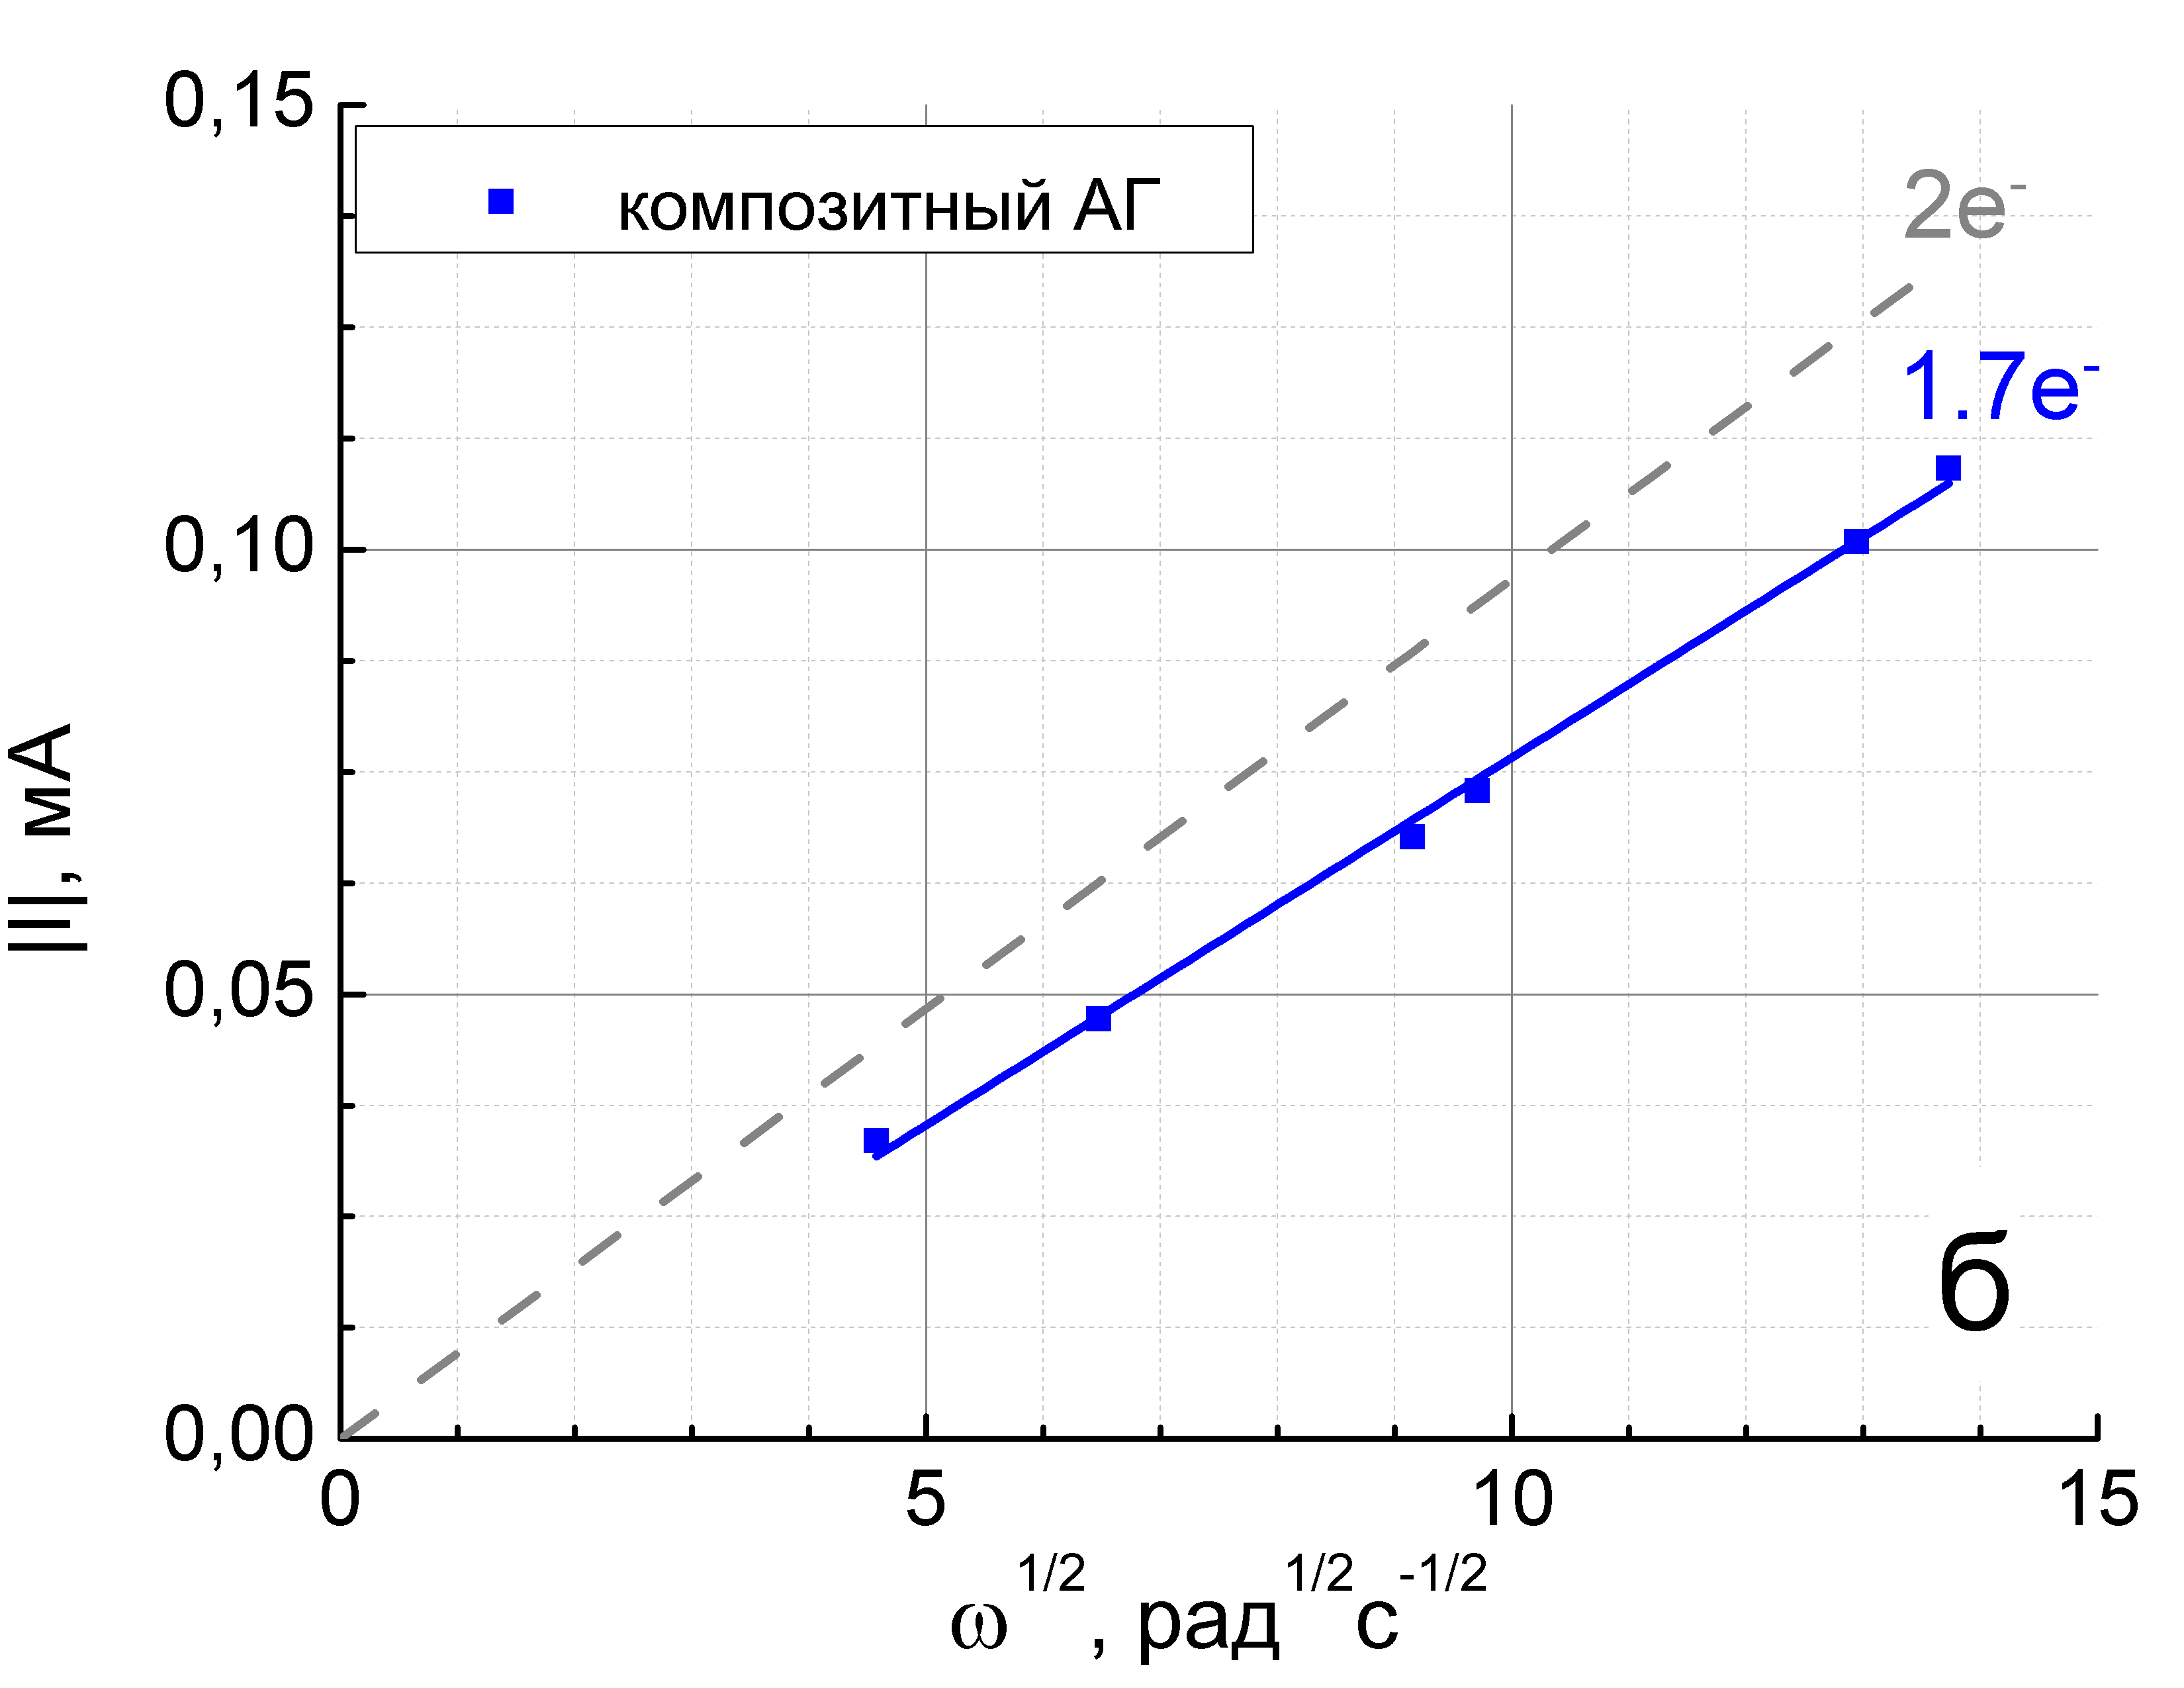 0,15
композитный АГ
2e-
1.7e-
0,10
|I|, мА
0,05
б
0,00
0 5 10 15
ω1/2, рад1/2с-1/2